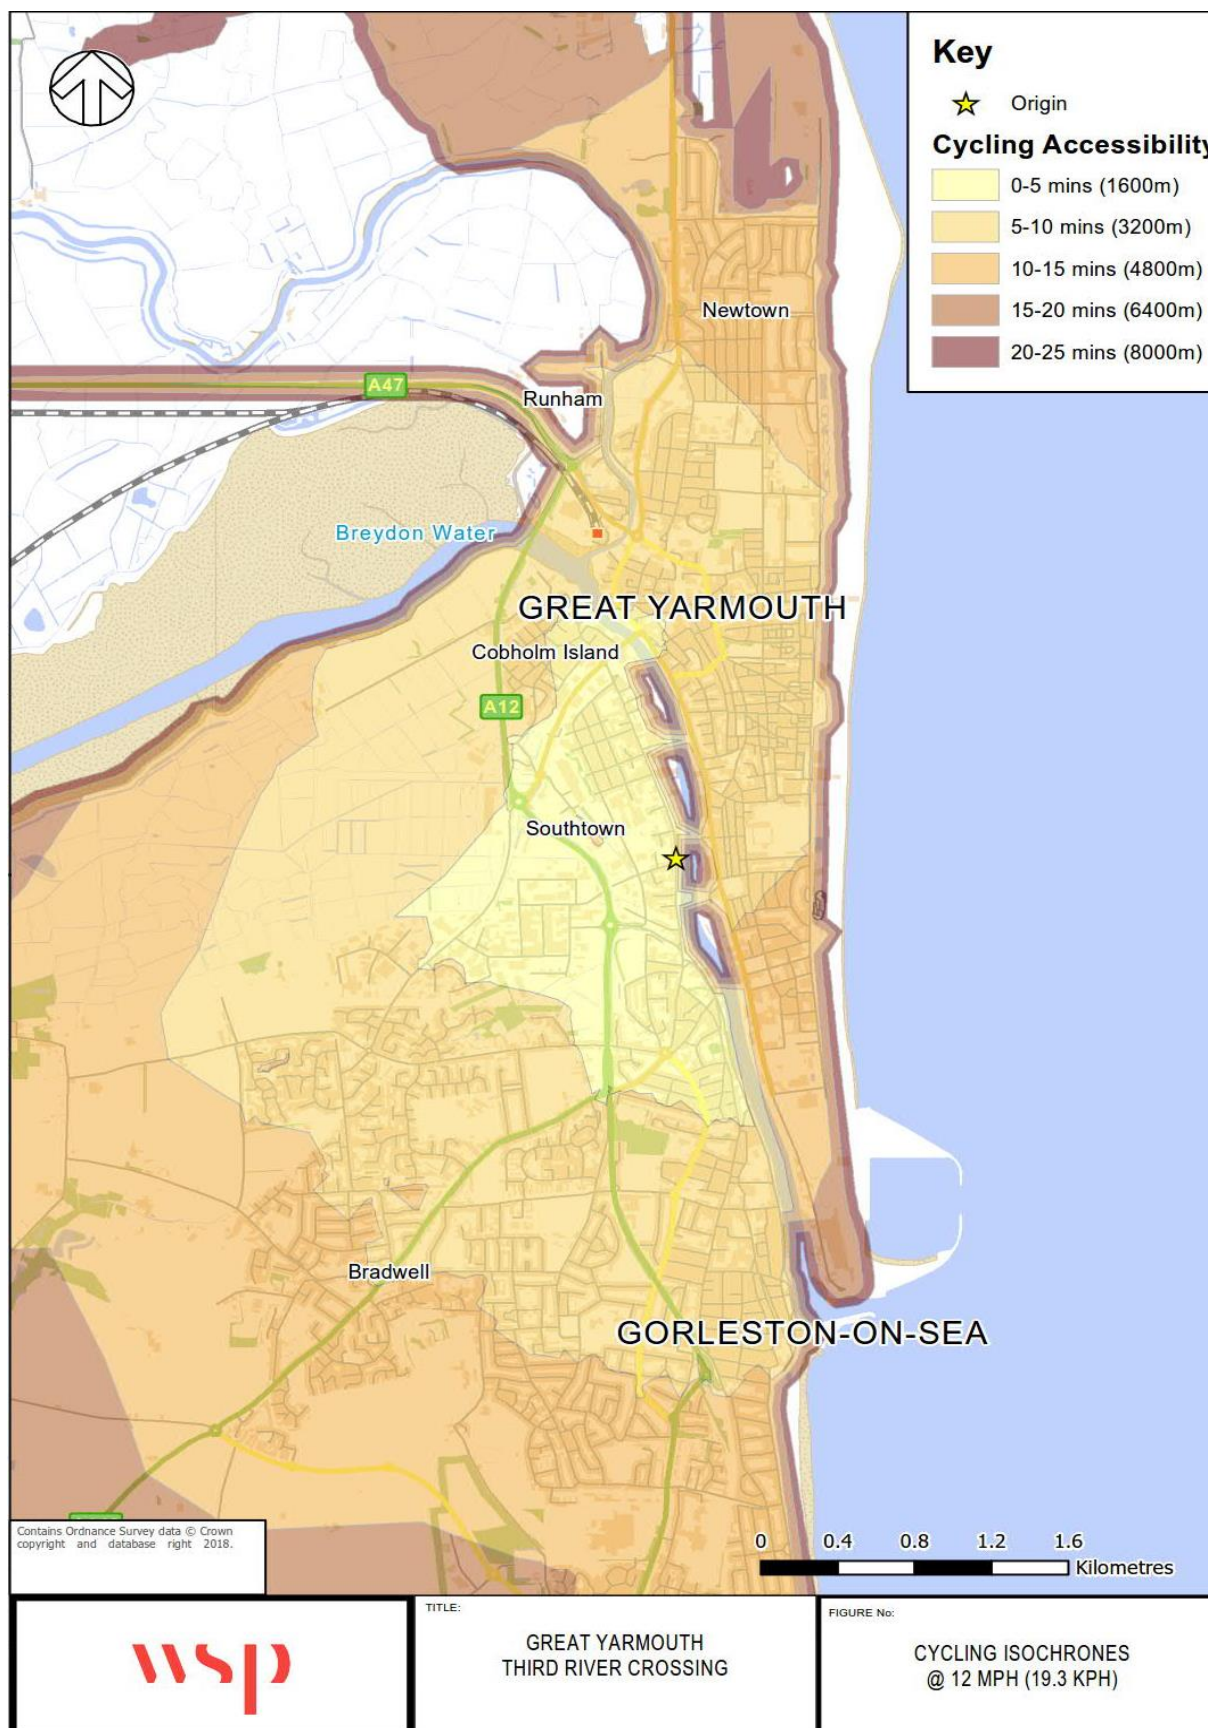 Key
Origin
Cycling Accessibility
0-5 mins (1600m)
5-10 mins (3200m)
10-15 mins (4800m)
15-20 mins (6400m)
20-25 mins (8000m)
Newtown
A47
Runham
Breydon Water
GREAT YARMOUTH
Cobholm Island
A12
Southtown
Bradwell
GORLESTON-ON-SEA
Contains Ordnance Survey data © Crown
copyright and database right 2018.
0 0.4 0.8 1.2 1.6
Kilometres
wsp
TITLE:
GREAT YARMOUTH
THIRD RIVER CROSSING
FIGURE No:
CYCLING ISOCHRONES
@ 12 MPH (19.3 KPH)